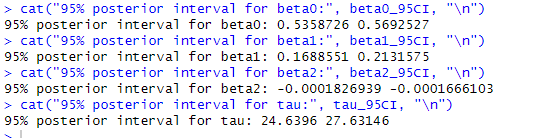 > cat("95% posterior interval for beta0:", beta0_95CI, "\n")
95% posterior interval for beta0: 0.5358726 0.5692527
> cat("95% posterior interval for beta1:", beta1_95CI, "\n")
95% posterior interval for beta1: 0.1688551 0.2131575
> cat("95% posterior interval for beta2:", beta2_95CI, "\n")
95% posterior interval for beta2: -0.0001826939 -0.0001666103
> cat("95% posterior interval for tau:", tau_95CI, "\n")
95% posterior interval for tau: 24.6396 27.63146
>